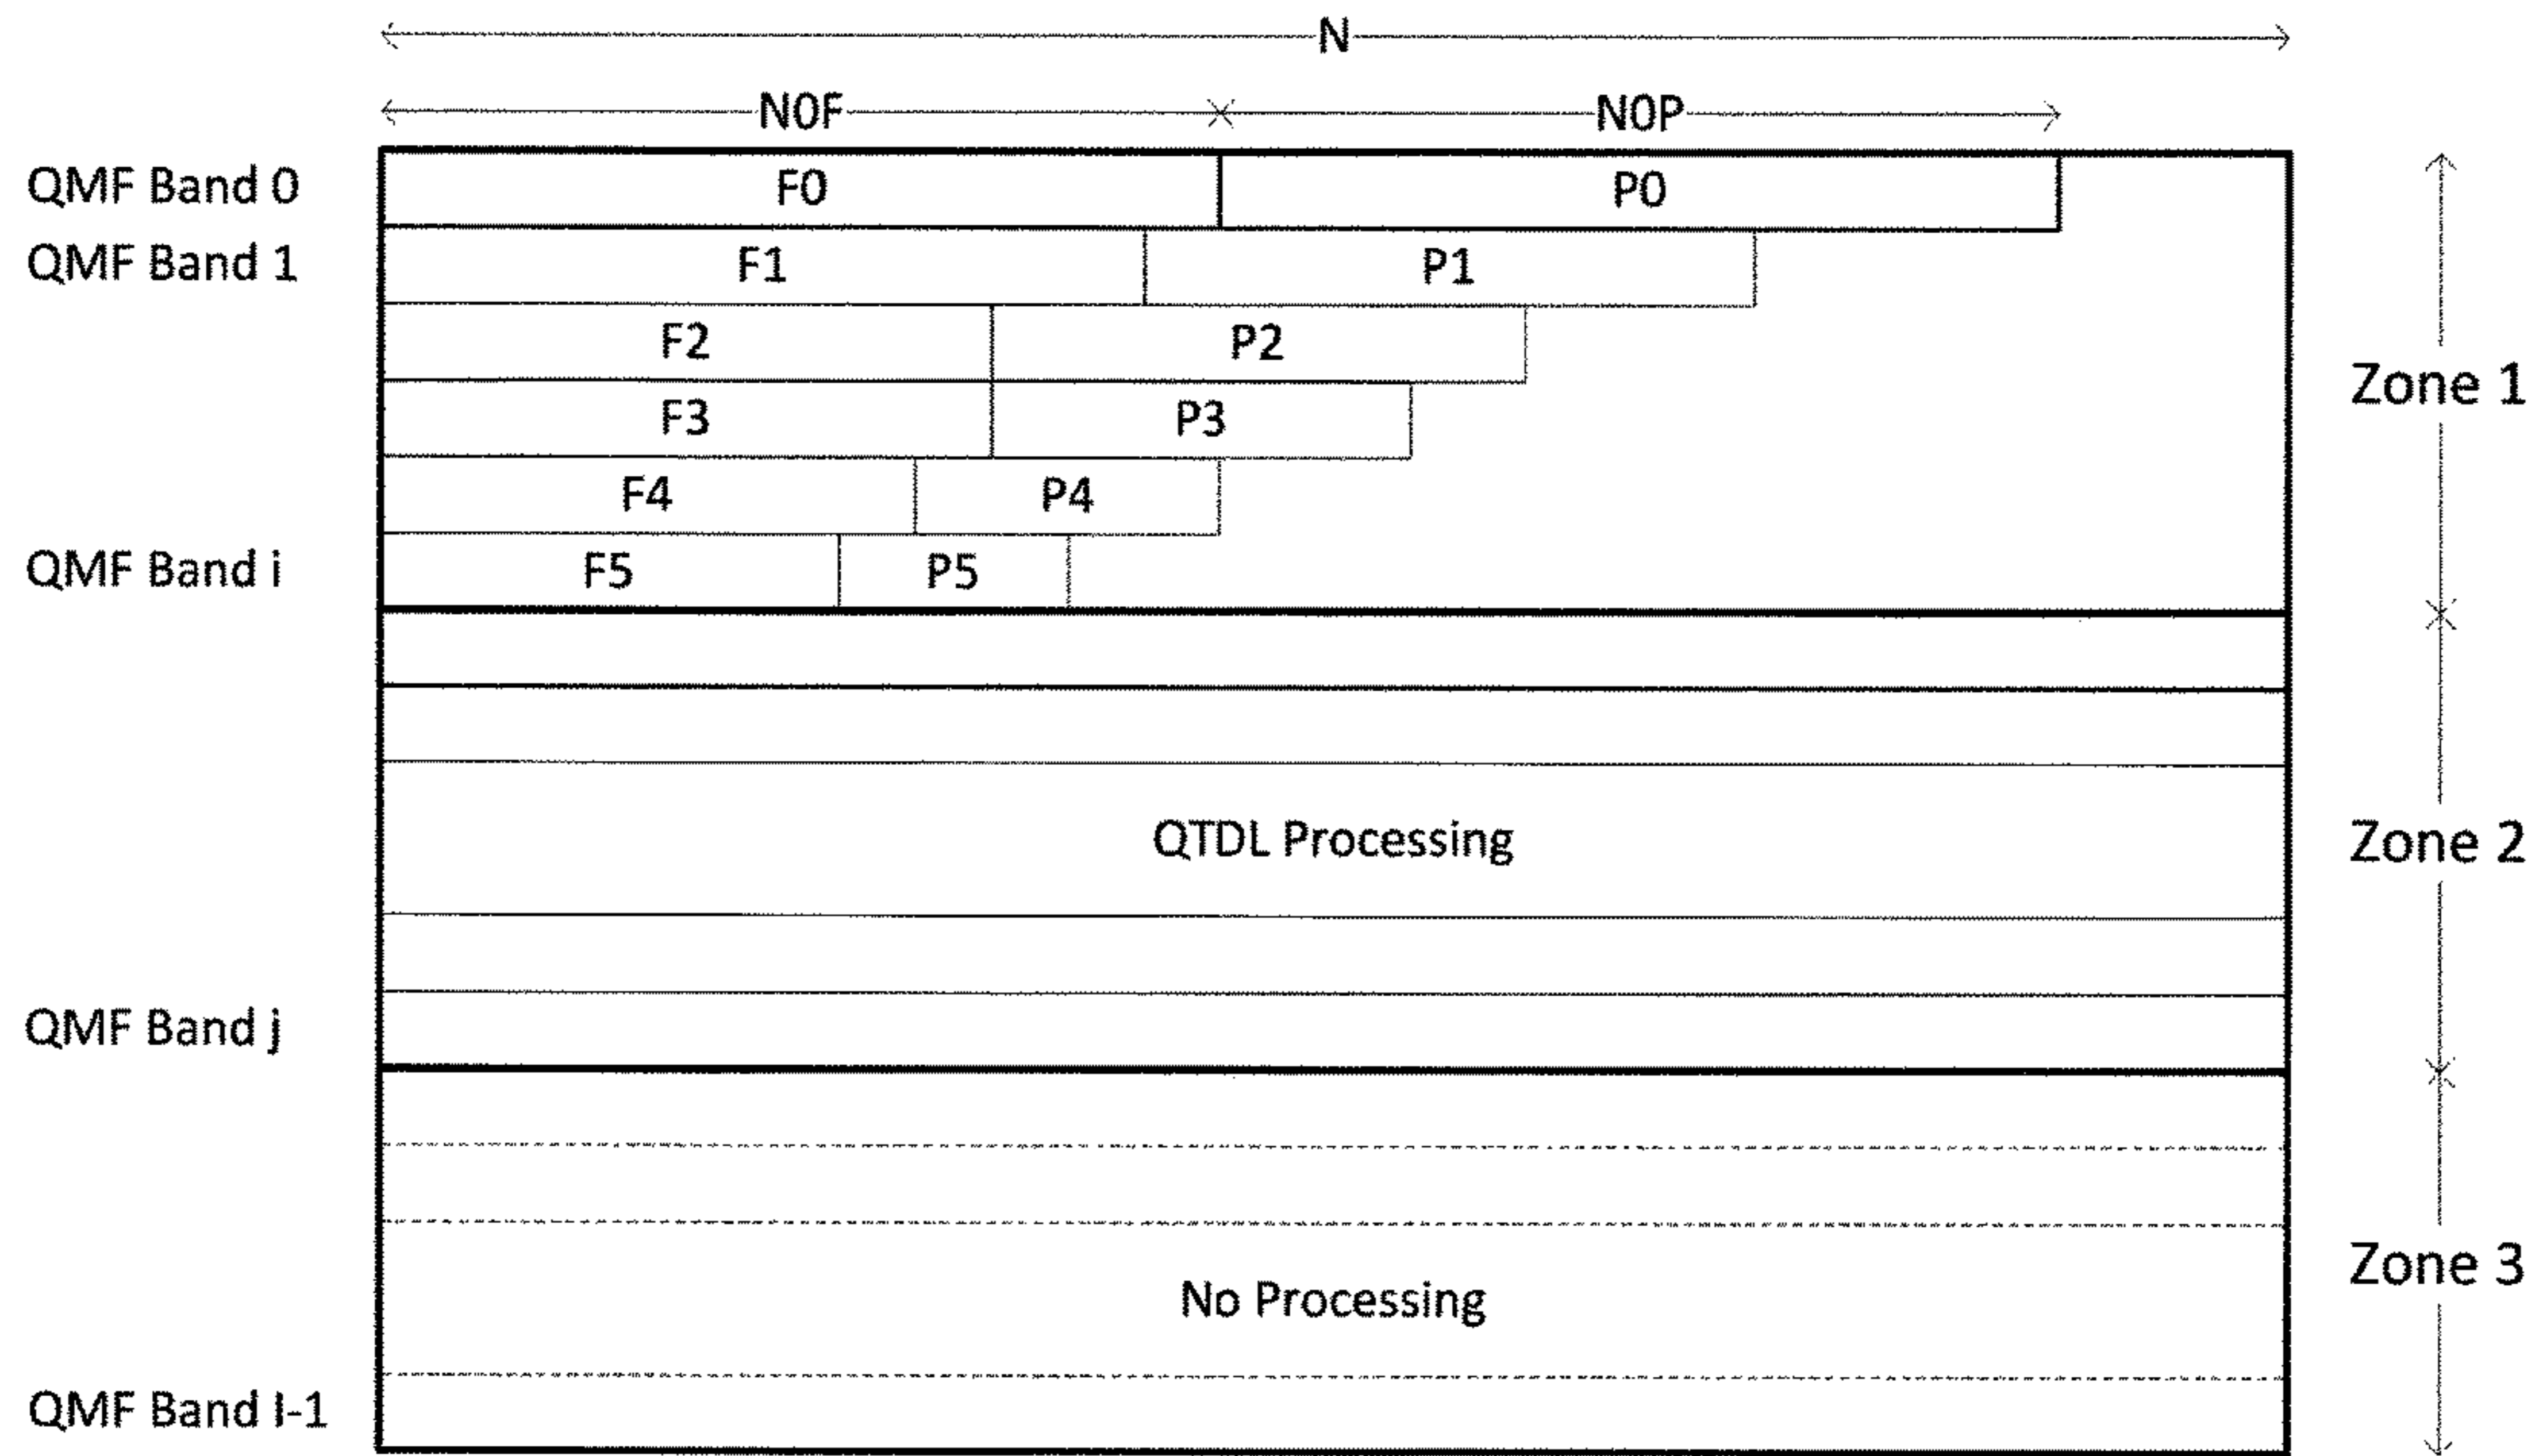 N
N0F N0P
QMF Band 0 F0 P0
QMF Band 1 F1 P1
F2 P2
F3 P3
Zone 1
F4 P4
QMF Band i F5 P5
QTDL Processing
Zone 2
QMF Band j
Zone 3
No Processing
QMF Band I-1